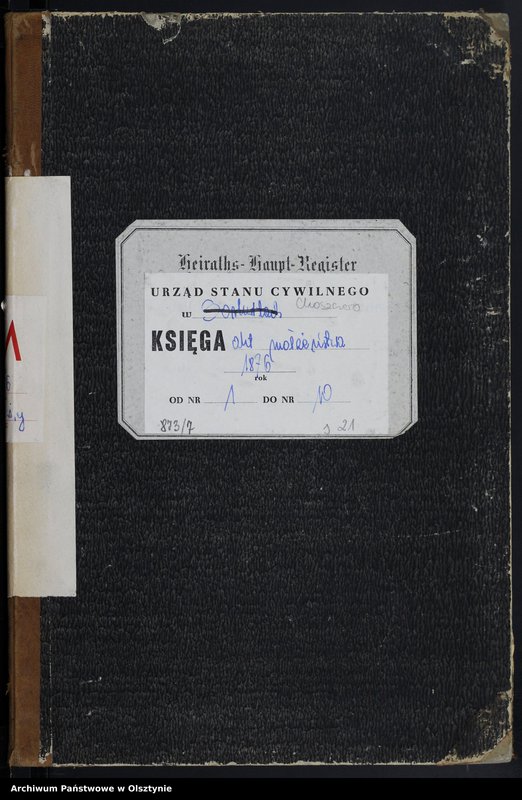 Heiraths-Haupt-Register
URZĄD STANU CYWILNEGO
w
KSIĘGA akt małżeństw
1876
rok
OD NR 1 DO NR 10
873/7 s 21
M
6
Archiwum Państwowe w Olsztynie